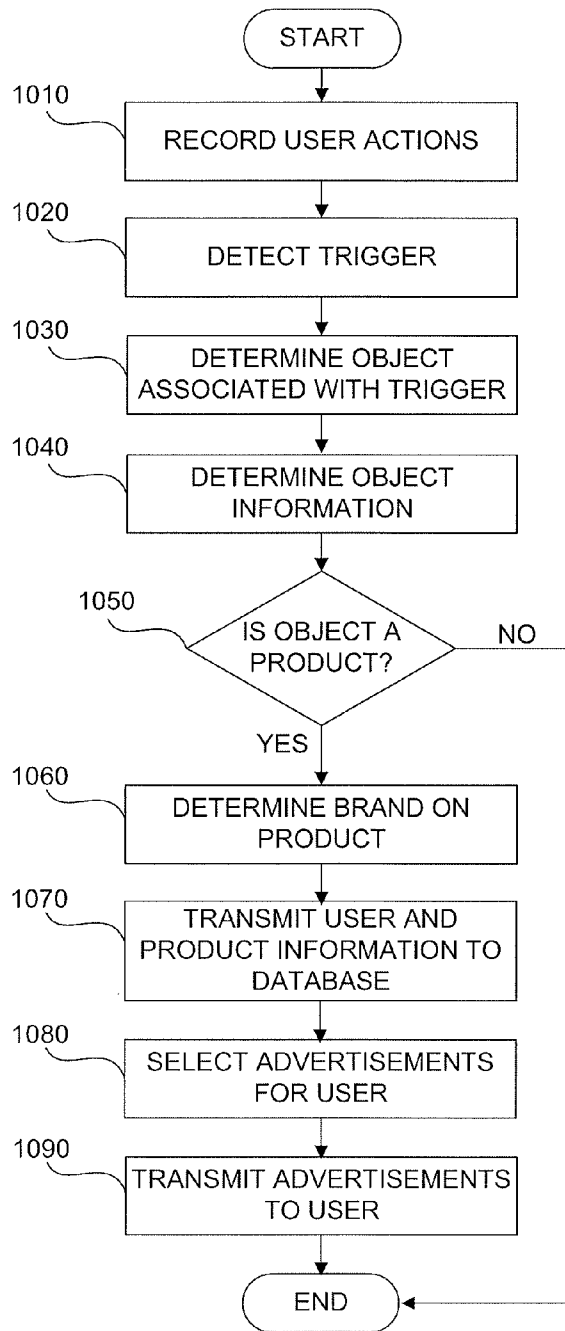 START
1010
RECORD USER ACTIONS
1020
DETECT TRIGGER
1030
DETERMINE OBJECT
ASSOCIATED WITH TRIGGER
1040
DETERMINE OBJECT
INFORMATION
1050
IS OBJECT A
PRODUCT?
NO
YES
1060
DETERMINE BRAND ON
PRODUCT
1070
TRANSMIT USER AND
PRODUCT INFORMATION TO
DATABASE
1080
SELECT ADVERTISEMENTS
FOR USER
1090
TRANSMIT ADVERTISEMENTS
TO USER
END